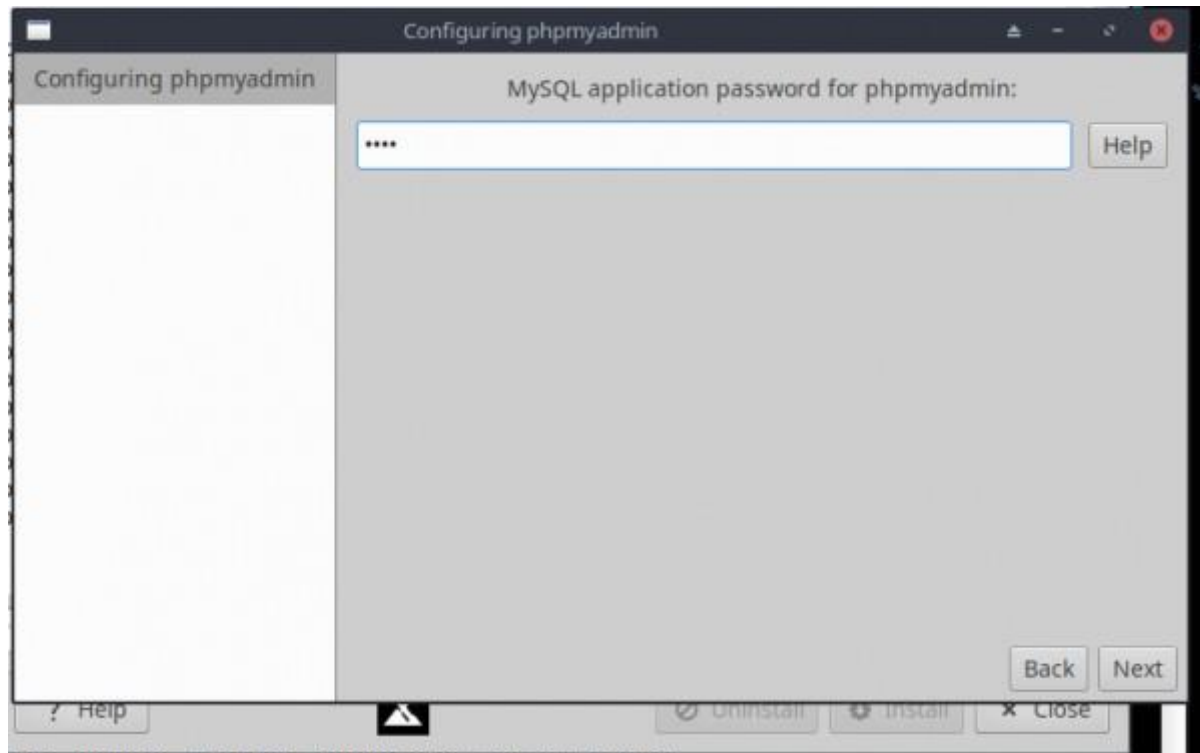 Configuring phpmyadmin
Configuring phpmyadmin
MySQL application password for phpmyadmin:
••••
Help
Back
Next
? Help
Uninstall
Install
Close